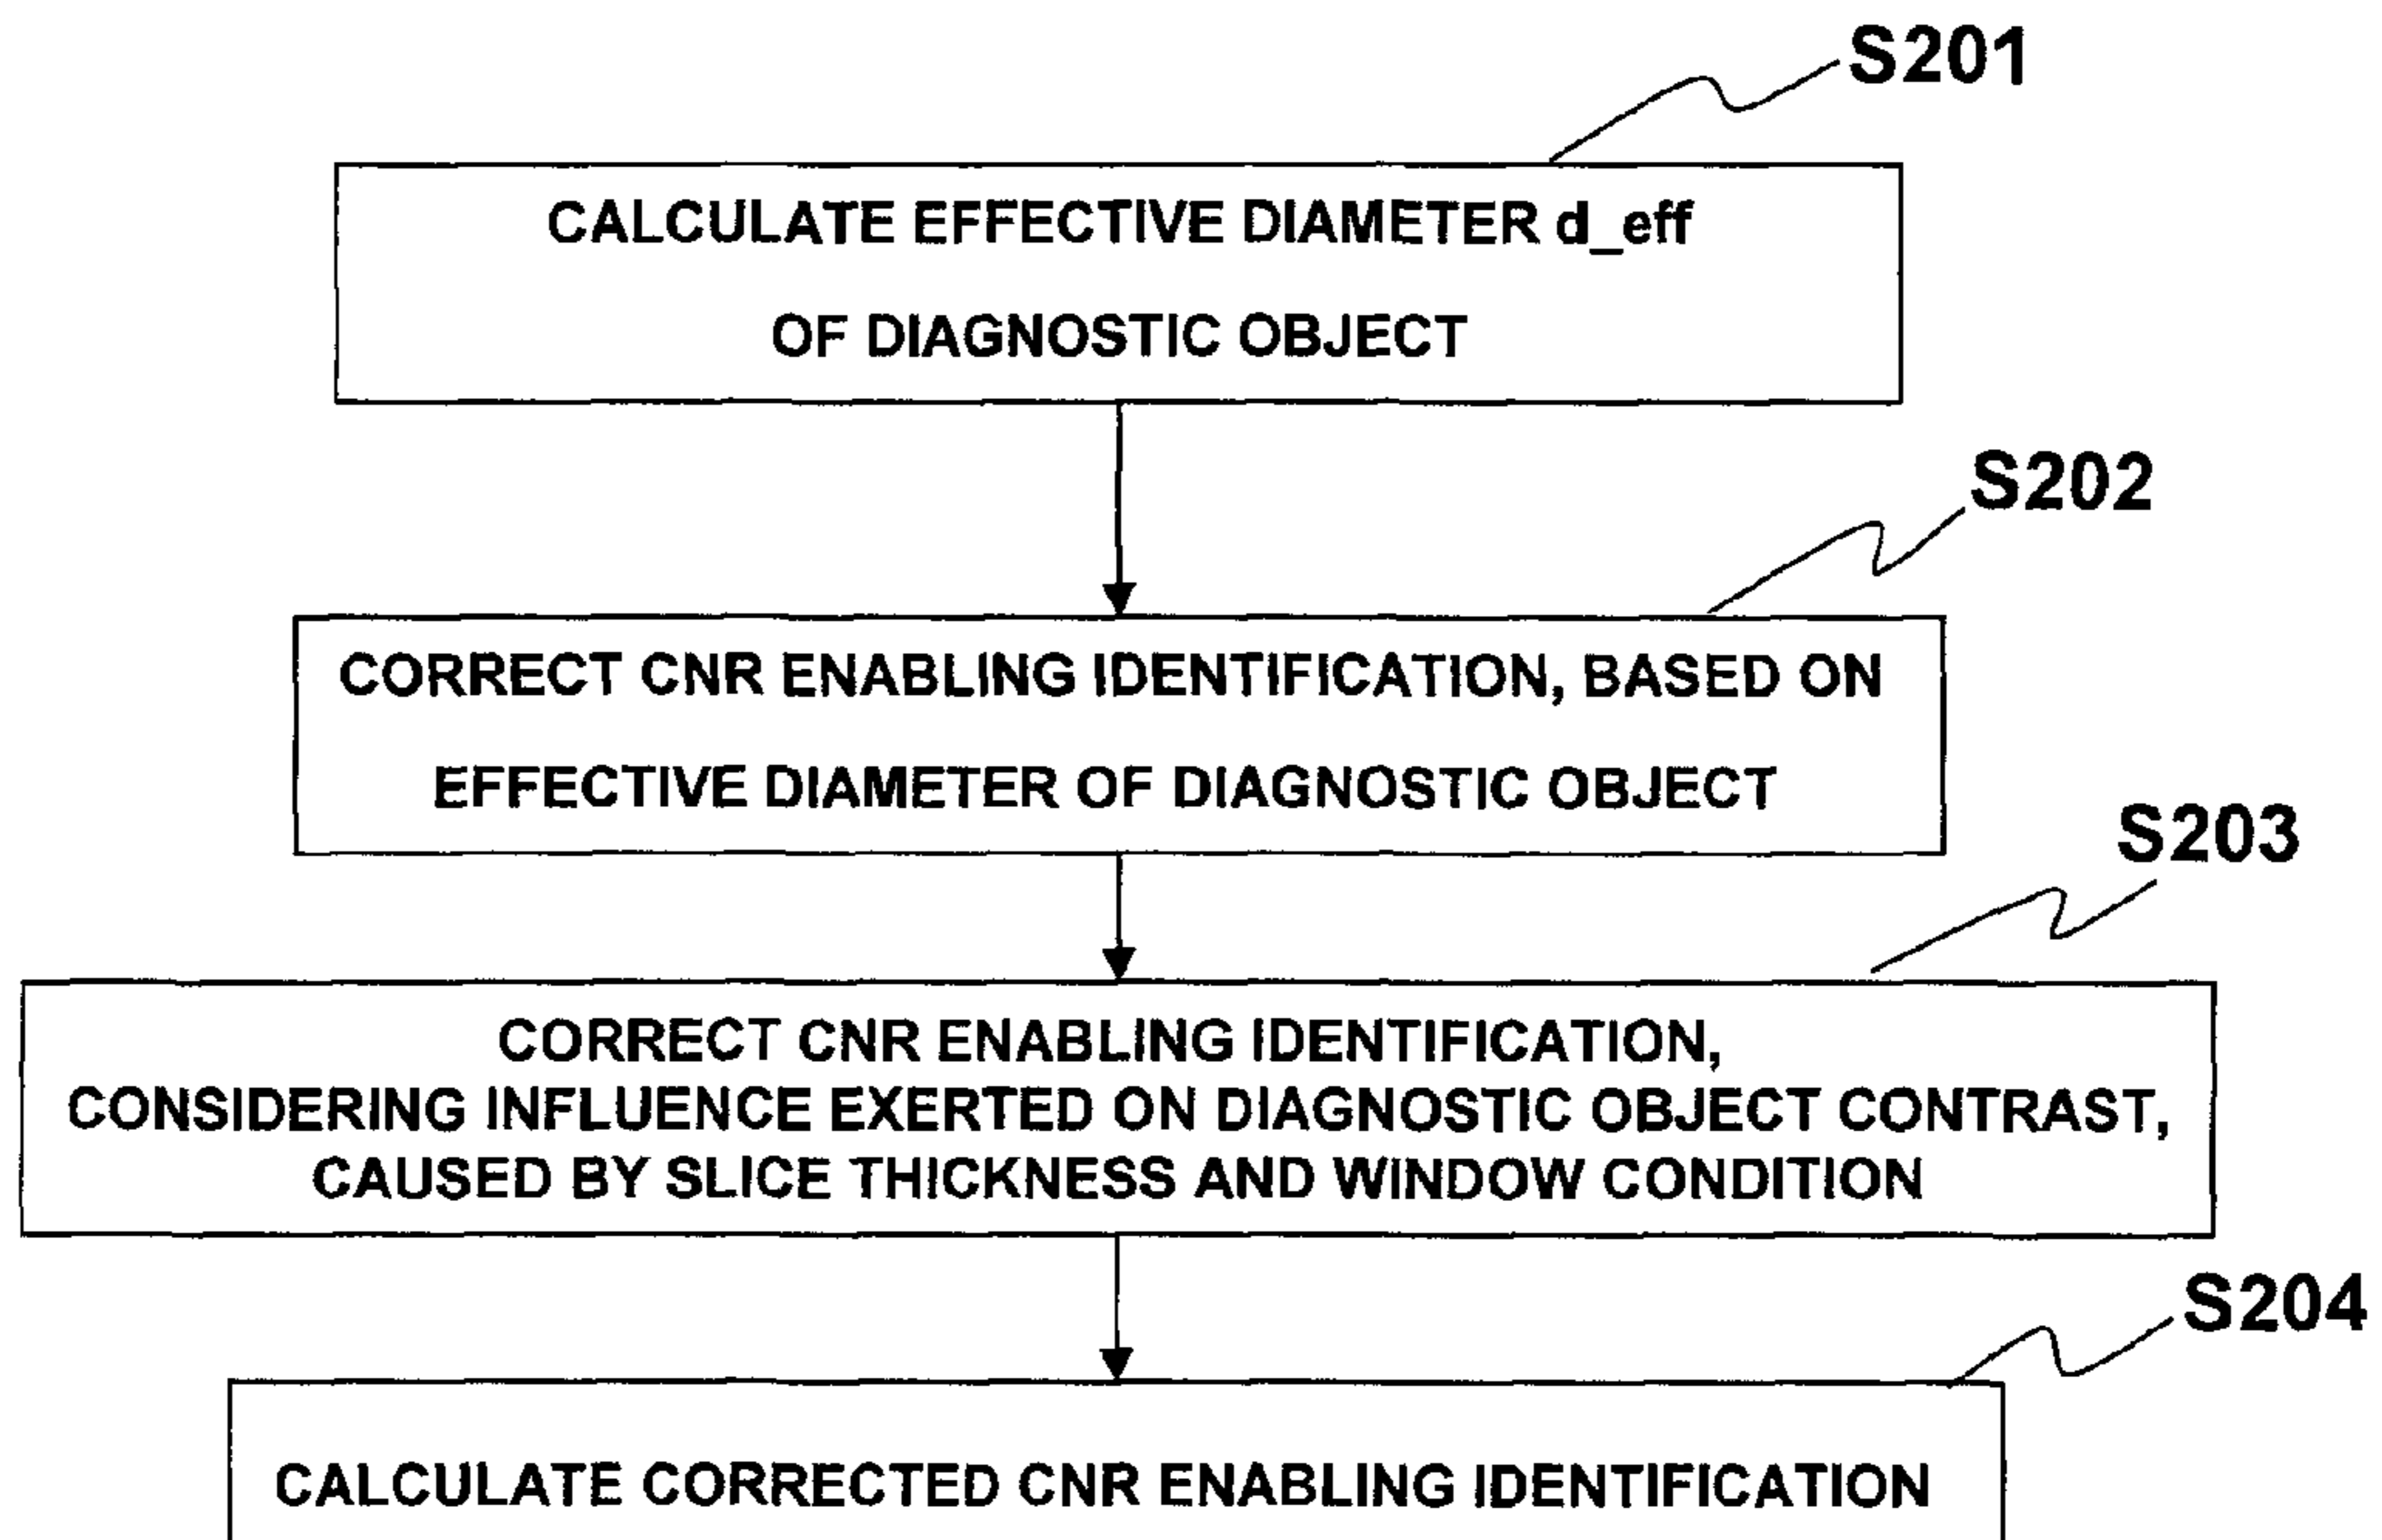 S201
CALCULATE EFFECTIVE DIAMETER d_eff
OF DIAGNOSTIC OBJECT
S202
CORRECT CNR ENABLING IDENTIFICATION, BASED ON
EFFECTIVE DIAMETER OF DIAGNOSTIC OBJECT
S203
CORRECT CNR ENABLING IDENTIFICATION,
CONSIDERING INFLUENCE EXERTED ON DIAGNOSTIC OBJECT CONTRAST,
CAUSED BY SLICE THICKNESS AND WINDOW CONDITION
S204
CALCULATE CORRECTED CNR ENABLING IDENTIFICATION